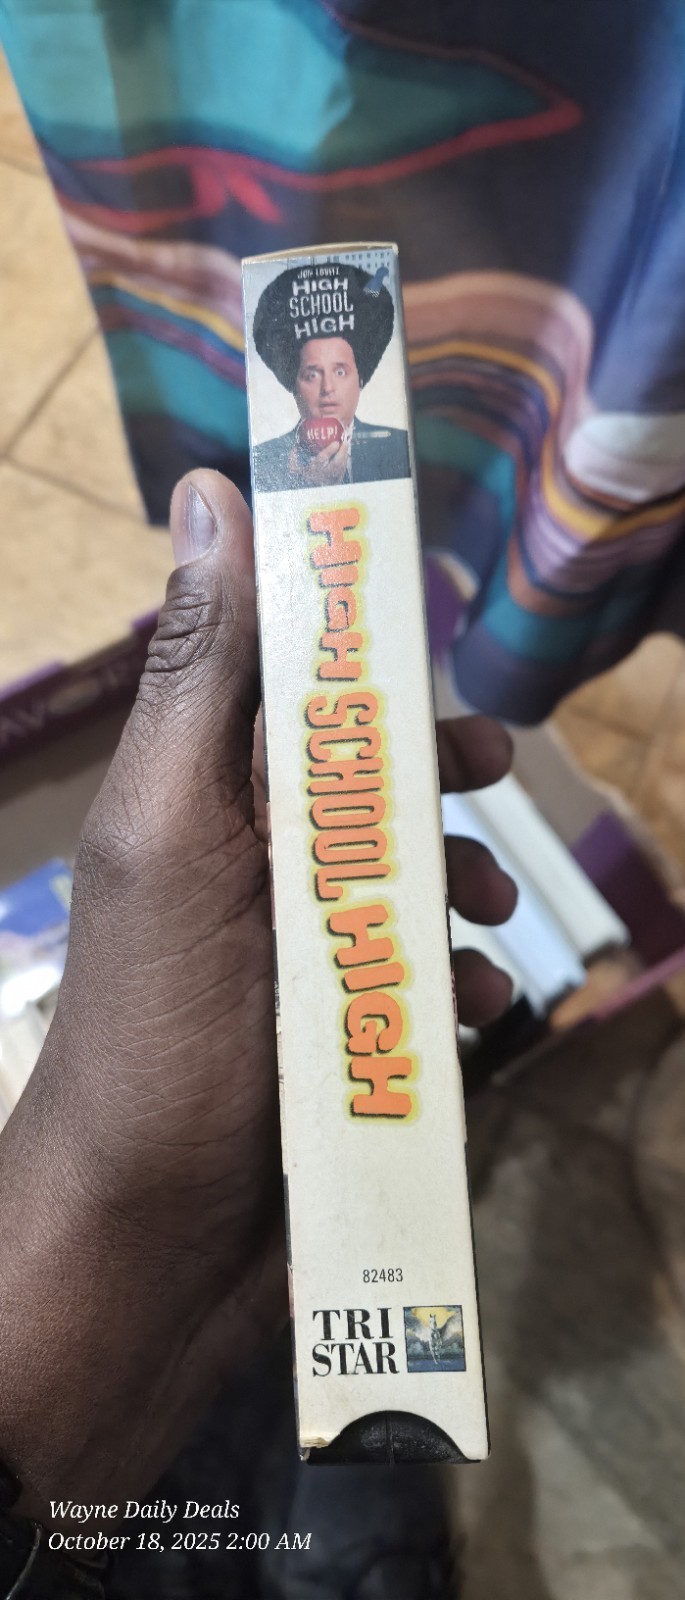 JON LOVITZ
HIGH
SCHOOL
HIGH
HELP!
HIGH SCHOOL HIGH
82483
TRI
STAR
Wayne Daily Deals
October 18, 2025 2:00 AM